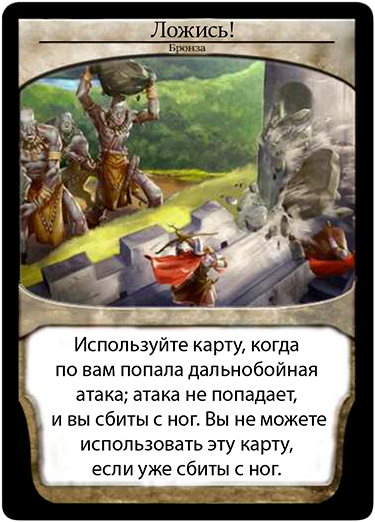 Ложись!
Бронза
Используйте карту, когда
по вам попала дальнобойная
атака; атака не попадает,
и вы сбиты с ног. Вы не можете
использовать эту карту,
если уже сбиты с ног.